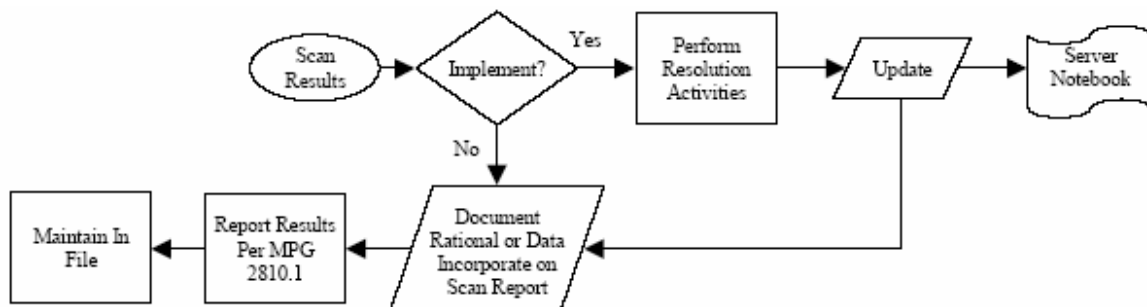 Scan
Results
Implement?
Yes
Perform
Resolution
Activities
Update
Server
Notebook
No
Document
Rational or Data
Incorporate on
Scan Report
Report Results
Per MPG
2810.1
Maintain In
File